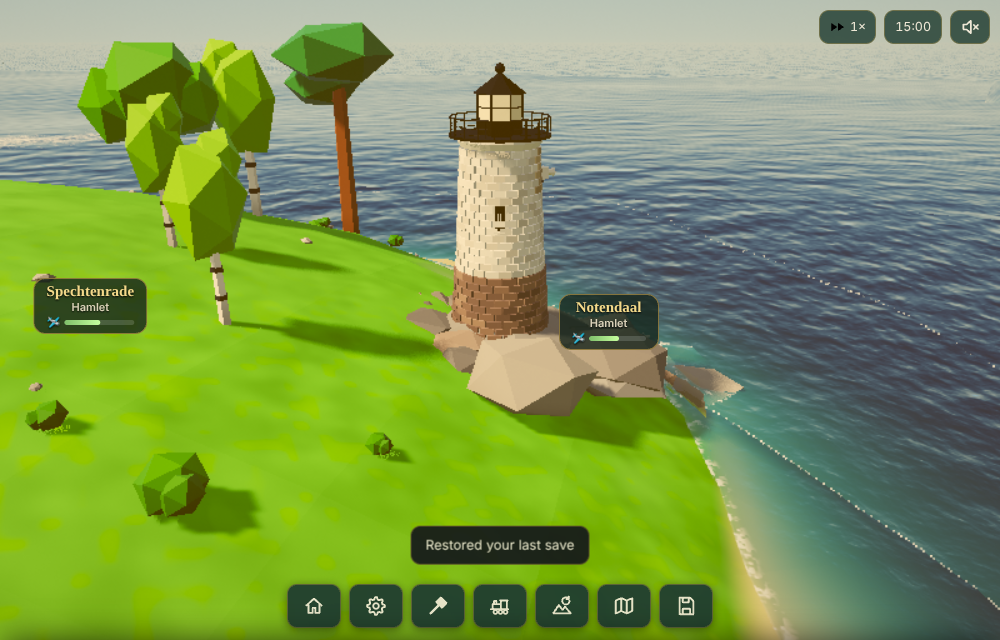 1×
15:00
Spechtenrade
Hamlet
Notendaal
Hamlet
Restored your last save